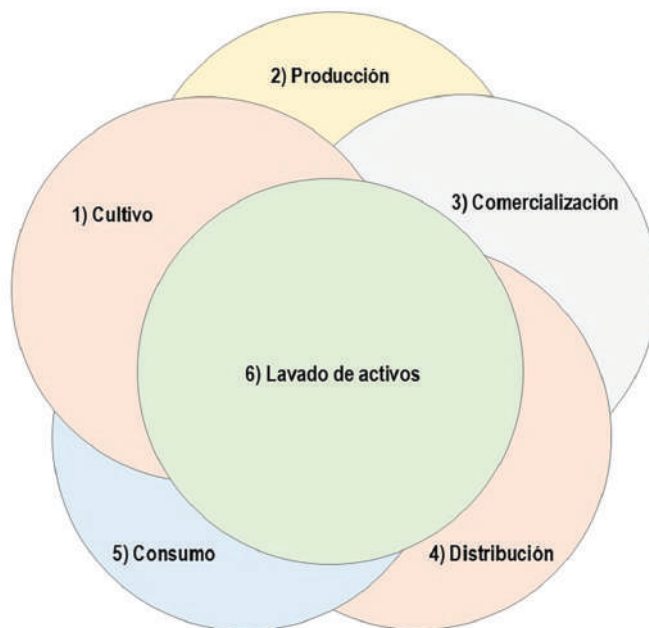 2) Producción
1) Cultivo
3) Comercialización
6) Lavado de activos
5) Consumo
4) Distribución